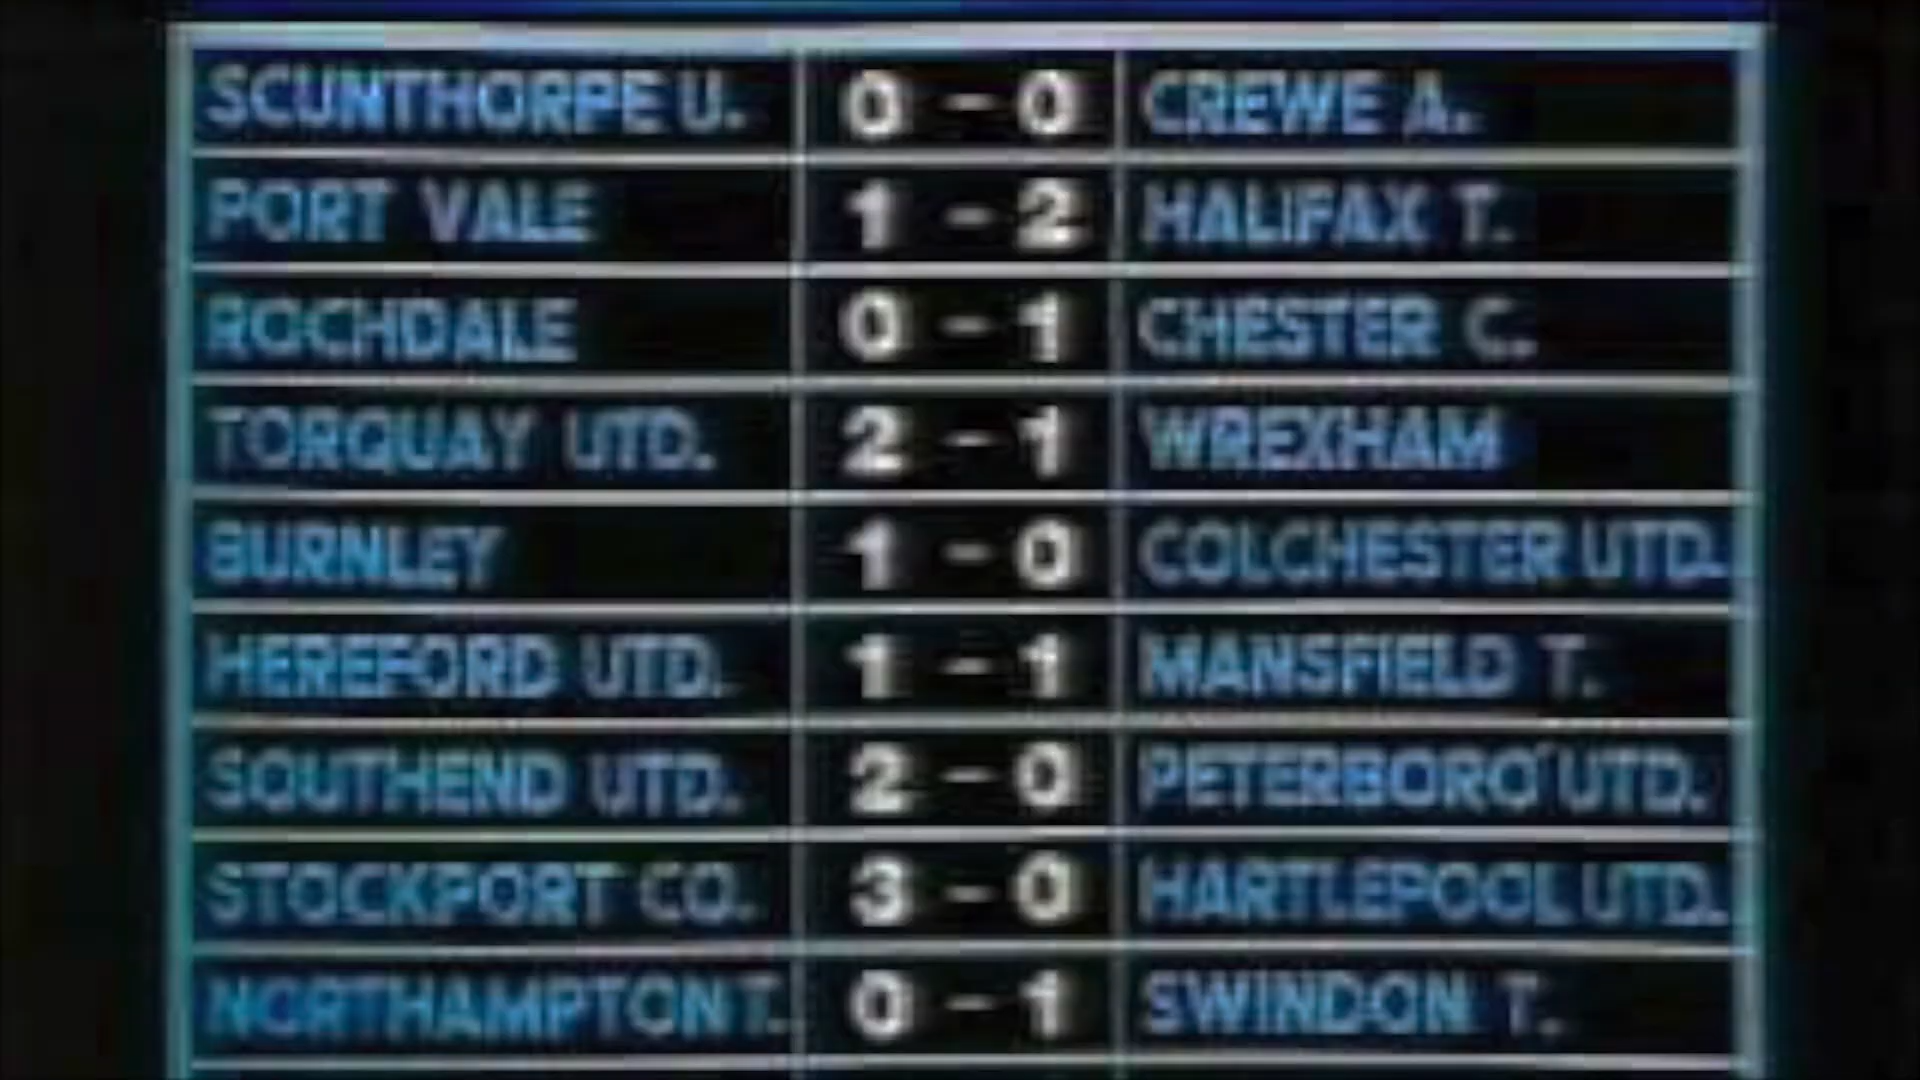 SCUNTHORPE U. 0 - 0 CREWE A.
PORT VALE 1 - 2 HALIFAX T.
ROCHDALE 0 - 1 CHESTER C.
TORQUAY UTD. 2 - 1 WREXHAM
BURNLEY 1 - 0 COLCHESTER UTD.
HEREFORD UTD. 1 - 1 MANSFIELD T.
SOUTHEND UTD. 2 - 0 PETERBORO' UTD.
STOCKPORT CO. 3 - 0 HARTLEPOOL UTD.
NORTHAMPTON T. 0 - 1 SWINDON T.